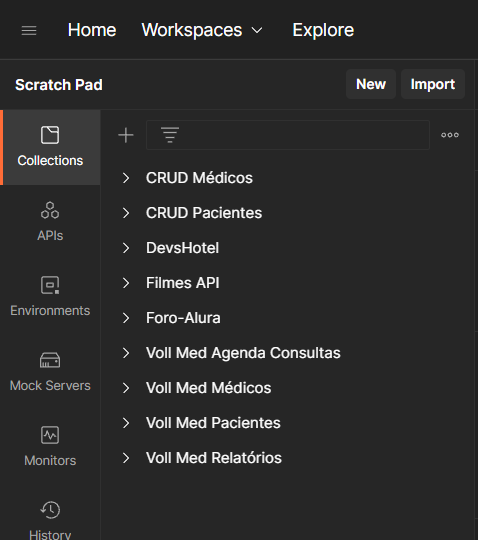 Home Workspaces Explore
Scratch Pad New Import
Collections
APIs
Environments
Mock Servers
Monitors
History
CRUD Médicos
CRUD Pacientes
DevsHotel
Filmes API
Foro-Alura
Voll Med Agenda Consultas
Voll Med Médicos
Voll Med Pacientes
Voll Med Relatórios